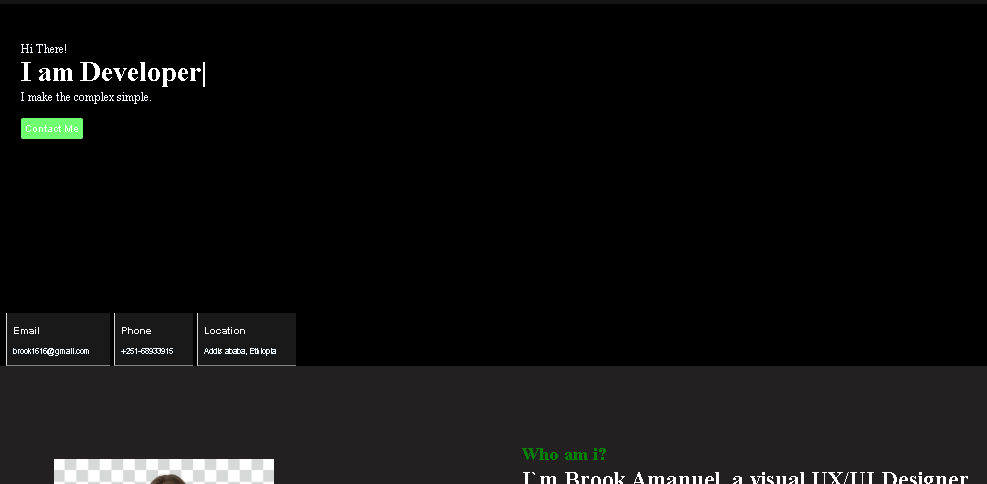 Hi There!
I am Developer|
I make the complex simple.
Contact Me
Email
brook1616@gmail.com
Phone
+251-68933915
Location
Addis ababa, Ethiopia
Who am i?
I`m Brook Amanuel, a visual UX/UI Designer